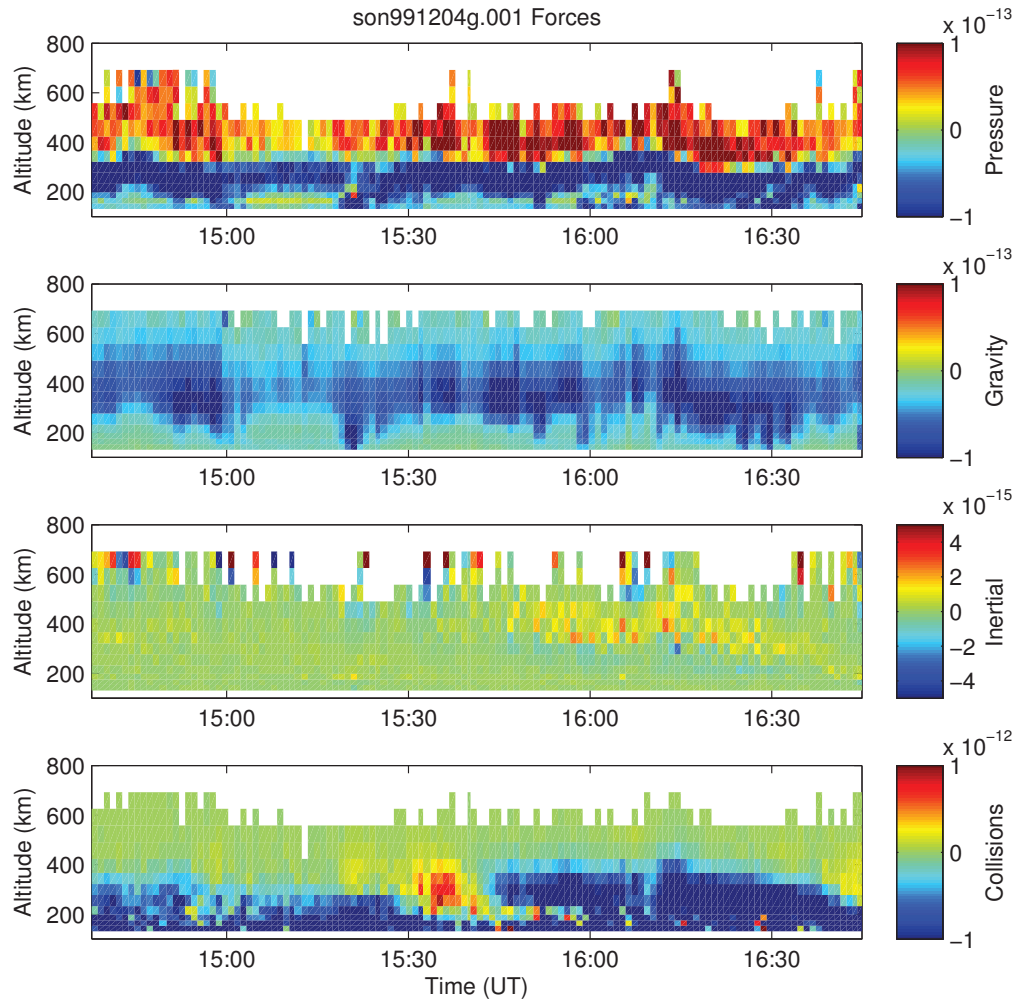 son991204g.001 Forces
x 10⁻¹³
800
600
400
200
Altitude (km)
15:00 15:30 16:00 16:30
1
0
−1
Pressure
x 10⁻¹³
800
600
400
200
Altitude (km)
15:00 15:30 16:00 16:30
1
0
−1
Gravity
x 10⁻¹⁵
800
600
400
200
Altitude (km)
15:00 15:30 16:00 16:30
4
2
0
−2
−4
Inertial
x 10⁻¹²
800
600
400
200
Altitude (km)
15:00 15:30 16:00 16:30
Time (UT)
1
0
−1
Collisions